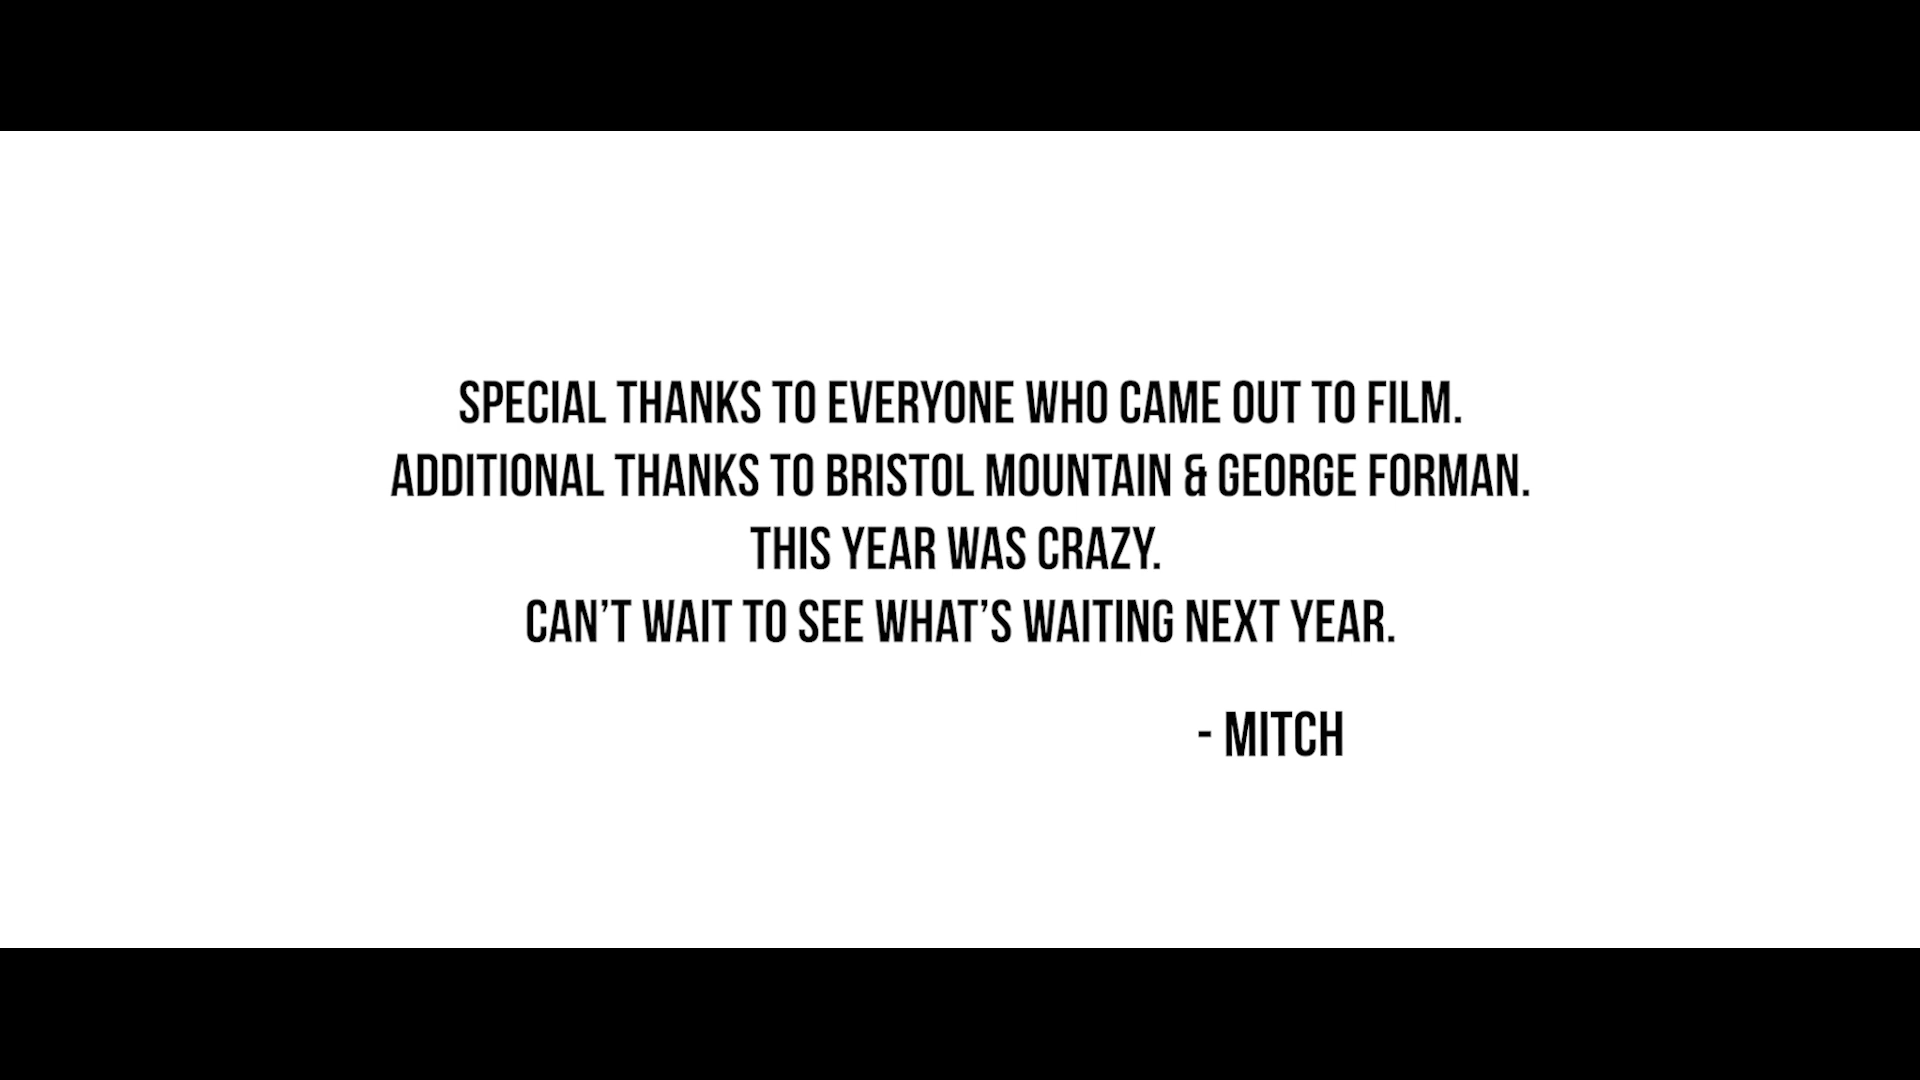 SPECIAL THANKS TO EVERYONE WHO CAME OUT TO FILM.
ADDITIONAL THANKS TO BRISTOL MOUNTAIN & GEORGE FORMAN.
THIS YEAR WAS CRAZY.
CAN'T WAIT TO SEE WHAT'S WAITING NEXT YEAR.
- MITCH